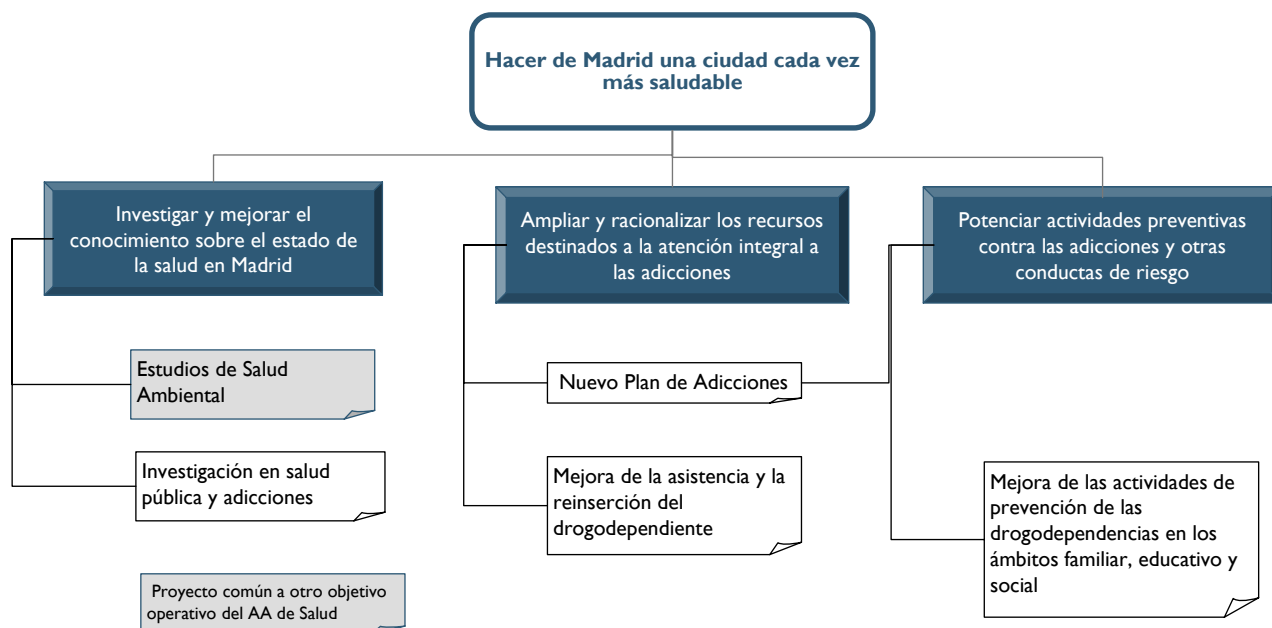 Hacer de Madrid una ciudad cada vez
más saludable
Investigar y mejorar el
conocimiento sobre el estado de
la salud en Madrid
Ampliar y racionalizar los recursos
destinados a la atención integral a
las adicciones
Potenciar actividades preventivas
contra las adicciones y otras
conductas de riesgo
Estudios de Salud
Ambiental
Nuevo Plan de Adicciones
Investigación en salud
pública y adicciones
Mejora de la asistencia y la
reinserción del
drogodependiente
Mejora de las actividades de
prevención de las
drogodependencias en los
ámbitos familiar, educativo y
social
Proyecto común a otro objetivo
operativo del AA de Salud